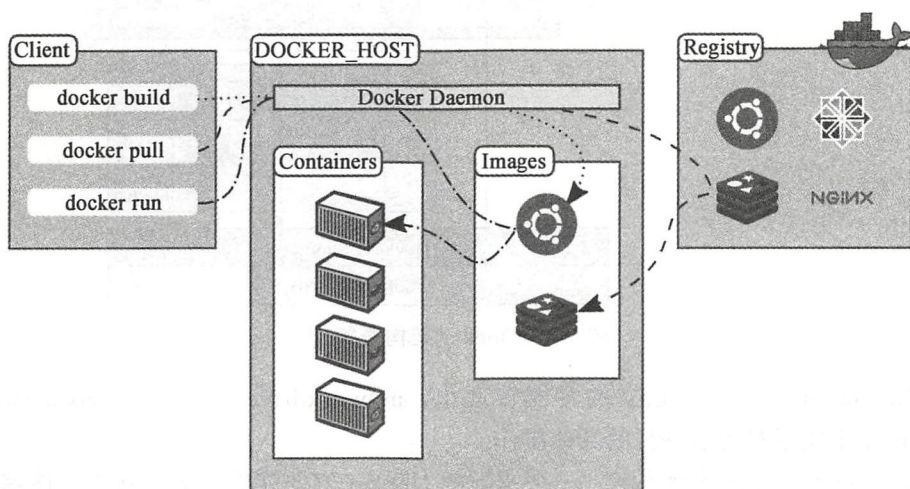 Client
docker build
docker pull
docker run
DOCKER_HOST
Docker Daemon
Containers
Images
Registry
NGINX